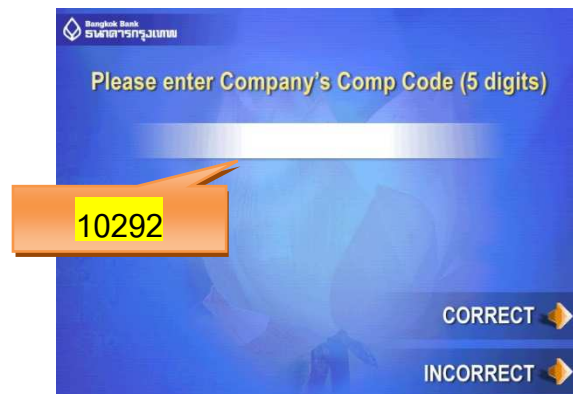 Bangkok Bank
ธนาคารกรุงเทพ
Please enter Company's Comp Code (5 digits)
10292
CORRECT
INCORRECT